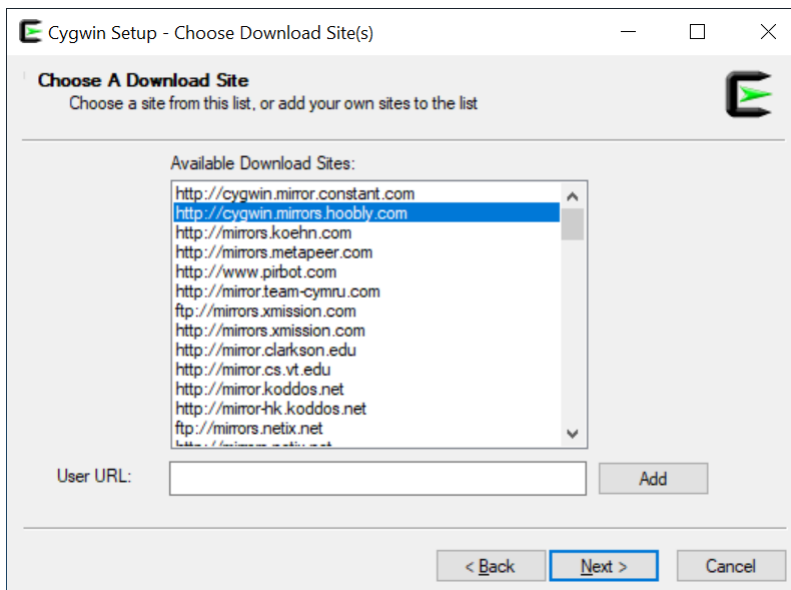 Cygwin Setup - Choose Download Site(s)
Choose A Download Site
Choose a site from this list, or add your own sites to the list
Available Download Sites:
http://cygwin.mirror.constant.com
http://cygwin.mirrors.hoobly.com
http://mirrors.koehn.com
http://mirrors.metapeer.com
http://www.pirbot.com
http://mirror.team-cymru.com
ftp://mirrors.xmission.com
http://mirrors.xmission.com
http://mirror.clarkson.edu
http://mirror.cs.vt.edu
http://mirror.koddos.net
http://mirror-hk.koddos.net
ftp://mirrors.netix.net
http://mirrors.netix.net
User URL:
Add
< Back
Next >
Cancel